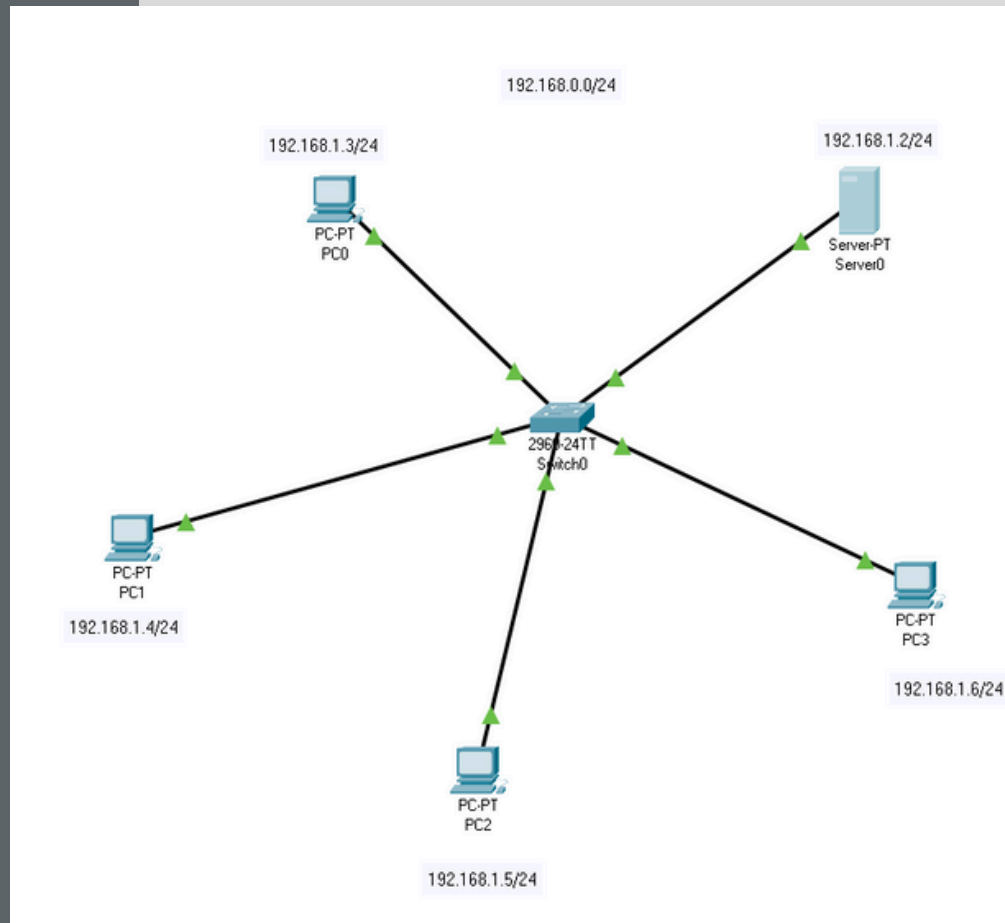 192.168.0.0/24
192.168.1.3/24
192.168.1.2/24
PC-PT
PC0
Server-PT
Server0
2960-24TT
Switch0
PC-PT
PC1
192.168.1.4/24
PC-PT
PC3
192.168.1.6/24
PC-PT
PC2
192.168.1.5/24